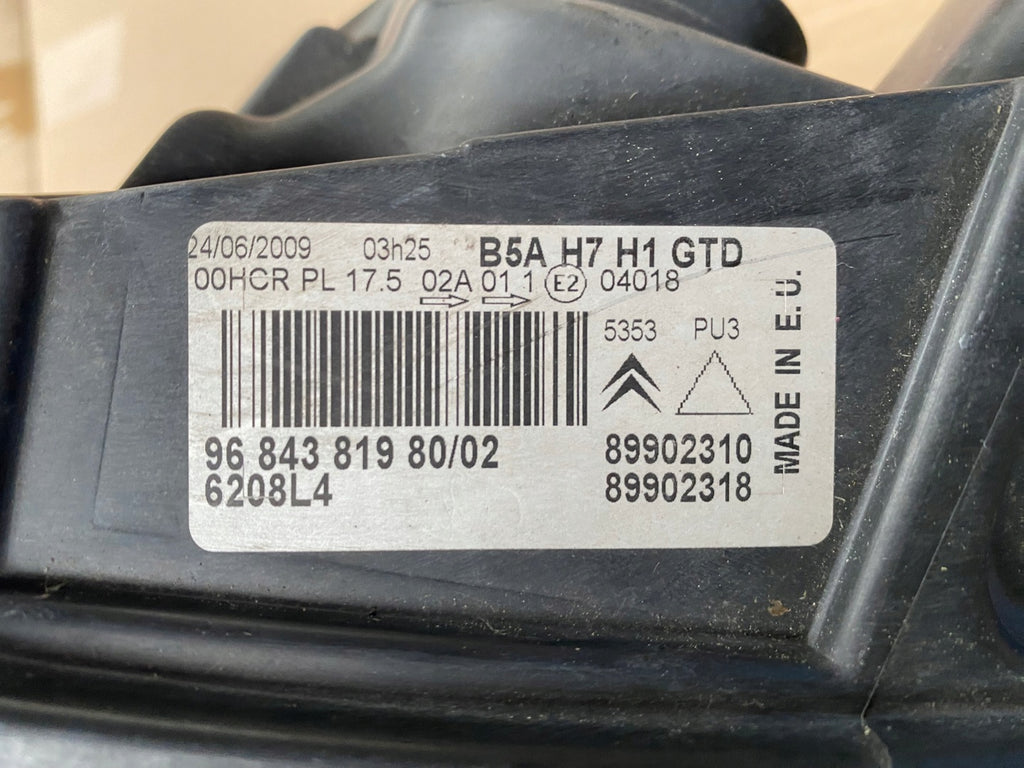 24/06/2009 03h25 B5A H7 H1 GTD
00HCR PL 17.5 02A 01 1 E2 04018
5353 PU3
96 843 819 80/02 89902310
6208L4 89902318
MADE IN E.U.